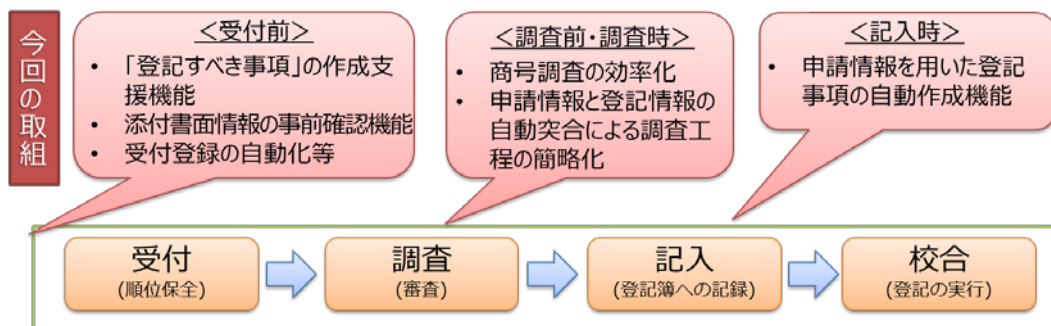 今回の取組
<受付前>
• 「登記すべき事項」の作成支
援機能
• 添付書面情報の事前確認機能
• 受付登録の自動化等
<調査前・調査時>
• 商号調査の効率化
• 申請情報と登記情報の
自動突合による調査工
程の簡略化
<記入時>
• 申請情報を用いた登記
事項の自動作成機能
受付
(順位保全)
調査
(審査)
記入
(登記簿への記録)
校合
(登記の実行)